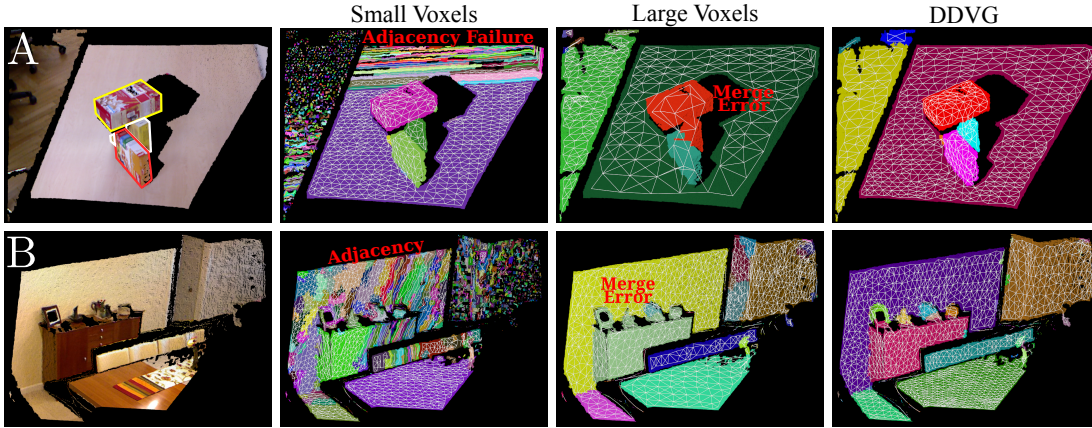 Small Voxels
Large Voxels
DDVG
A
Adjacency Failure
Merge
Error
B
Adjacency
Merge
Error